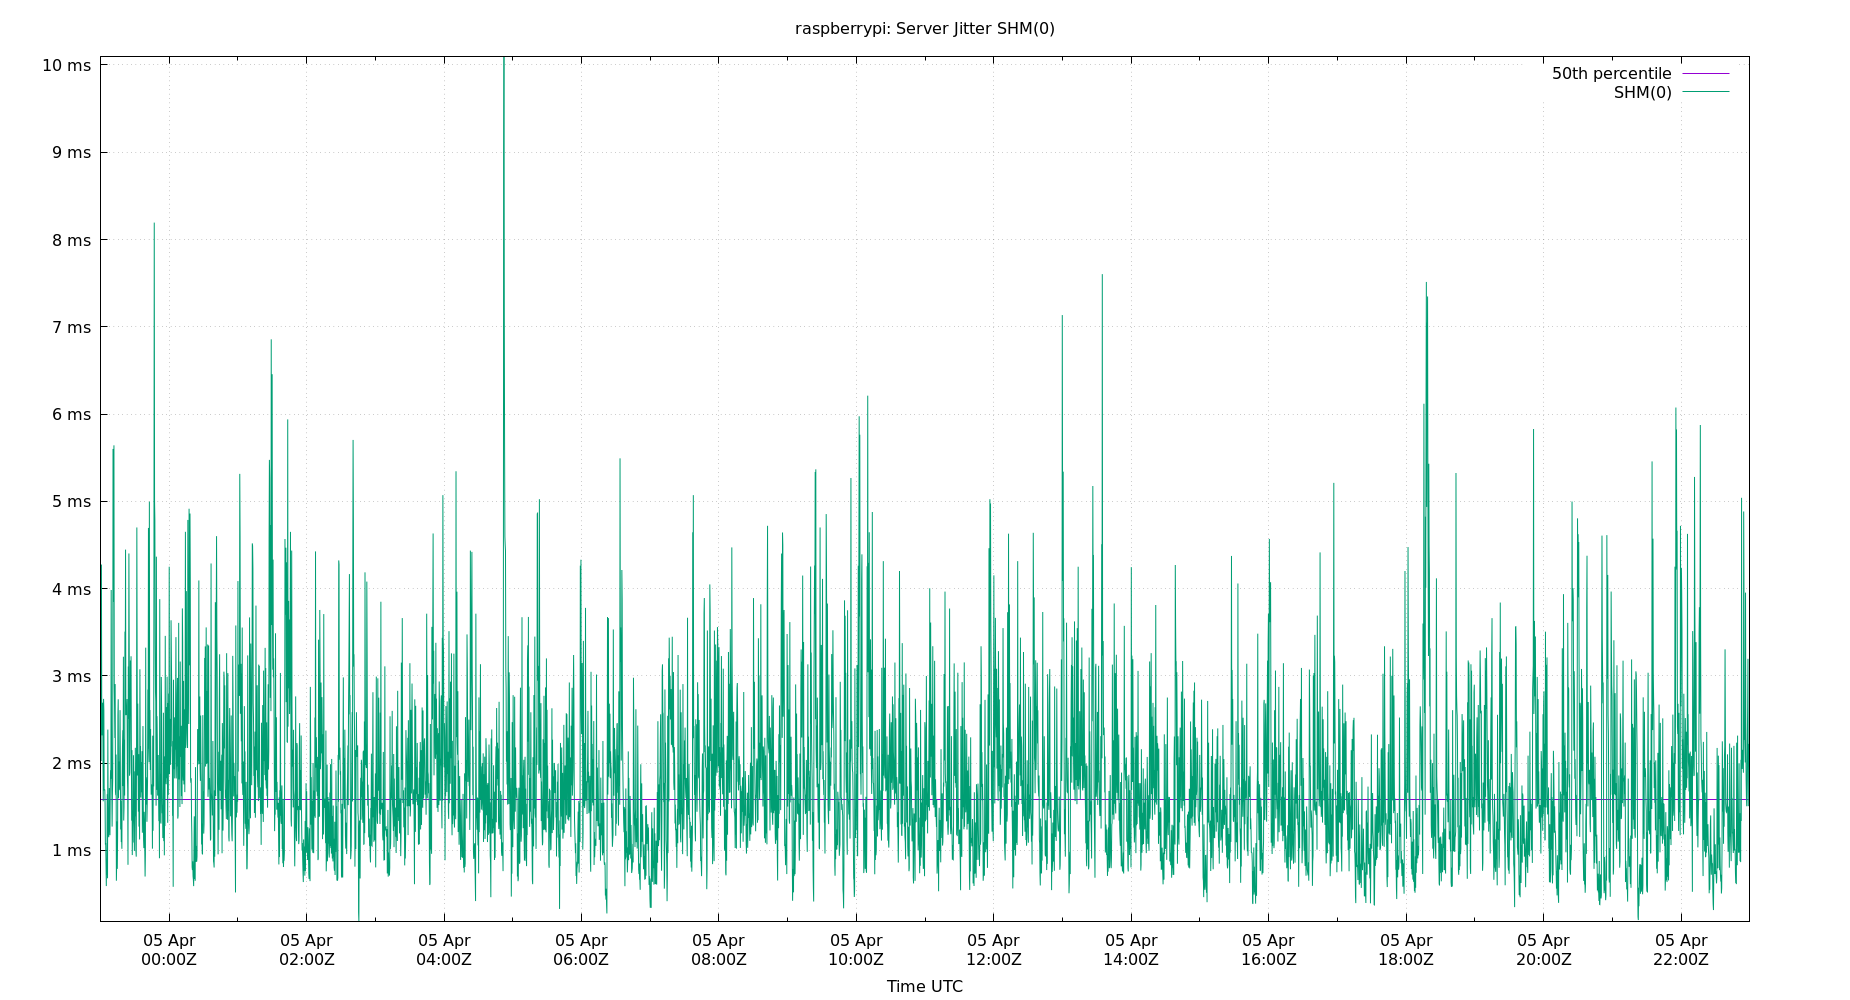 raspberrypi: Server Jitter SHM(0)
10 ms
9 ms
8 ms
7 ms
6 ms
5 ms
4 ms
3 ms
2 ms
1 ms
50th percentile
SHM(0)
05 Apr 05 Apr 05 Apr 05 Apr 05 Apr 05 Apr 05 Apr 05 Apr 05 Apr 05 Apr 05 Apr 05 Apr
00:00Z 02:00Z 04:00Z 06:00Z 08:00Z 10:00Z 12:00Z 14:00Z 16:00Z 18:00Z 20:00Z 22:00Z
Time UTC